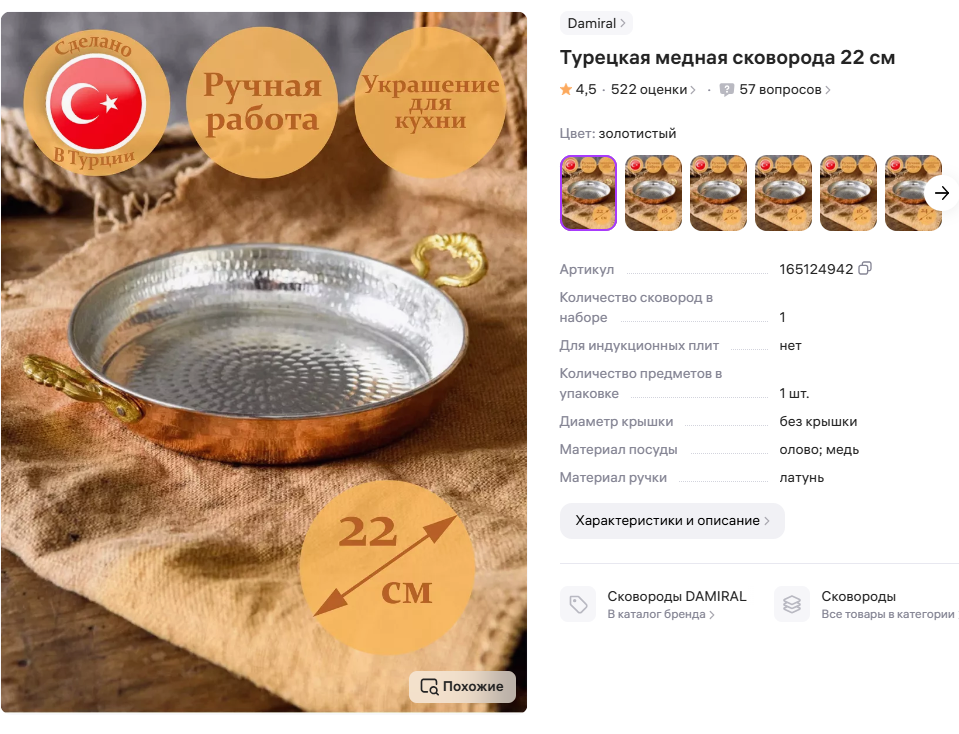 Сделано
В Турции
Ручная
работа
Украшение
для
кухни
22
см
Похожие
Damiral
Турецкая медная сковорода 22 см
4,5 · 522 оценки · 57 вопросов
Цвет: золотистый
Артикул 165124942
Количество сковород в
наборе 1
Для индукционных плит нет
Количество предметов в
упаковке 1 шт.
Диаметр крышки без крышки
Материал посуды олово; медь
Материал ручки латунь
Характеристики и описание
Сковороды DAMIRAL
В каталог бренда
Сковороды
Все товары в категории